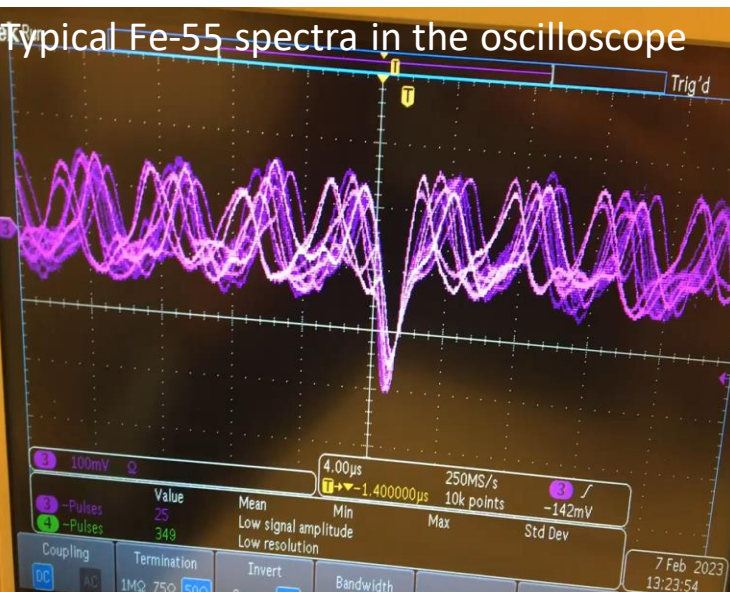 Typical Fe-55 spectra in the oscilloscope
Trig'd
T
T
3
3 100mV Ω
4.00µs
T→▼-1.400000µs
250MS/s
10k points
3 ∫
-142mV
Value Mean Min Max Std Dev
3 -Pulses 25 Low signal amplitude
4 -Pulses 349 Low resolution
Coupling
DC AC
Termination
1MΩ 75Ω 50Ω
Invert
Bandwidth
7 Feb 2023
13:23:54